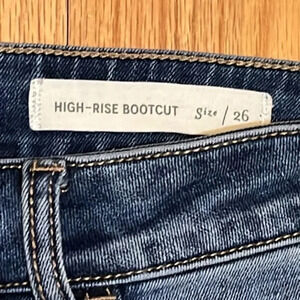 HIGH-RISE BOOTCUT Size / 26